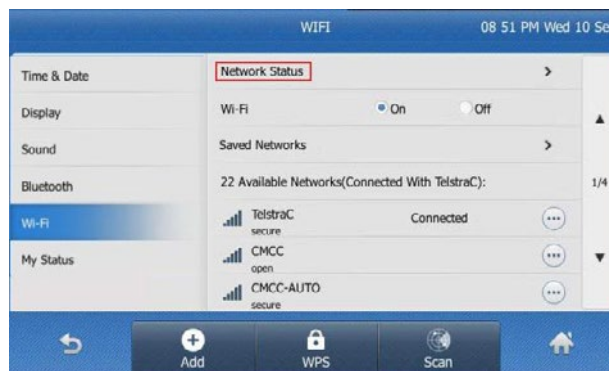 WIFI
08 51 PM Wed 10 Se
Time & Date
Display
Sound
Bluetooth
Wi-Fi
My Status
Network Status
Wi-Fi On Off
Saved Networks
22 Available Networks(Connected With TelstraC):
TelstraC Connected
secure
CMCC
open
CMCC-AUTO
secure
1/4
Add
WPS
Scan